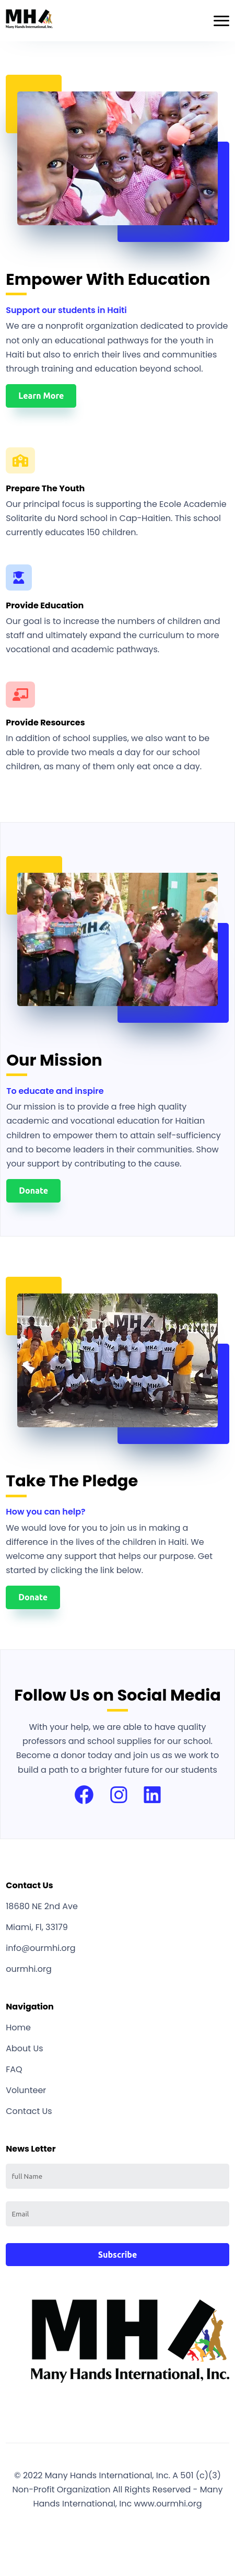 MHI
Many Hands International, Inc.
Empower With Education
Support our students in Haiti
We are a nonprofit organization dedicated to provide
not only an educational pathways for the youth in
Haiti but also to enrich their lives and communities
through training and education beyond school.
Learn More
Prepare The Youth
Our principal focus is supporting the Ecole Academie
Solitarite du Nord school in Cap-Haitien. This school
currently educates 150 children.
Provide Education
Our goal is to increase the numbers of children and
staff and ultimately expand the curriculum to more
vocational and academic pathways.
Provide Resources
In addition of school supplies, we also want to be
able to provide two meals a day for our school
children, as many of them only eat once a day.
MH
Our Mission
To educate and inspire
Our mission is to provide a free high quality
academic and vocational education for Haitian
children to empower them to attain self-sufficiency
and to become leaders in their communities. Show
your support by contributing to the cause.
Donate
Take The Pledge
How you can help?
We would love for you to join us in making a
difference in the lives of the children in Haiti. We
welcome any support that helps our purpose. Get
started by clicking the link below.
Donate
Follow Us on Social Media
With your help, we are able to have quality
professors and school supplies for our school.
Become a donor today and join us as we work to
build a path to a brighter future for our students
Contact Us
18680 NE 2nd Ave
Miami, Fl, 33179
info@ourmhi.org
ourmhi.org
Navigation
Home
About Us
FAQ
Volunteer
Contact Us
News Letter
full Name
Email
Subscribe
MHI
Many Hands International, Inc.
© 2022 Many Hands International, Inc. A 501 (c)(3)
Non-Profit Organization All Rights Reserved - Many
Hands International, Inc www.ourmhi.org